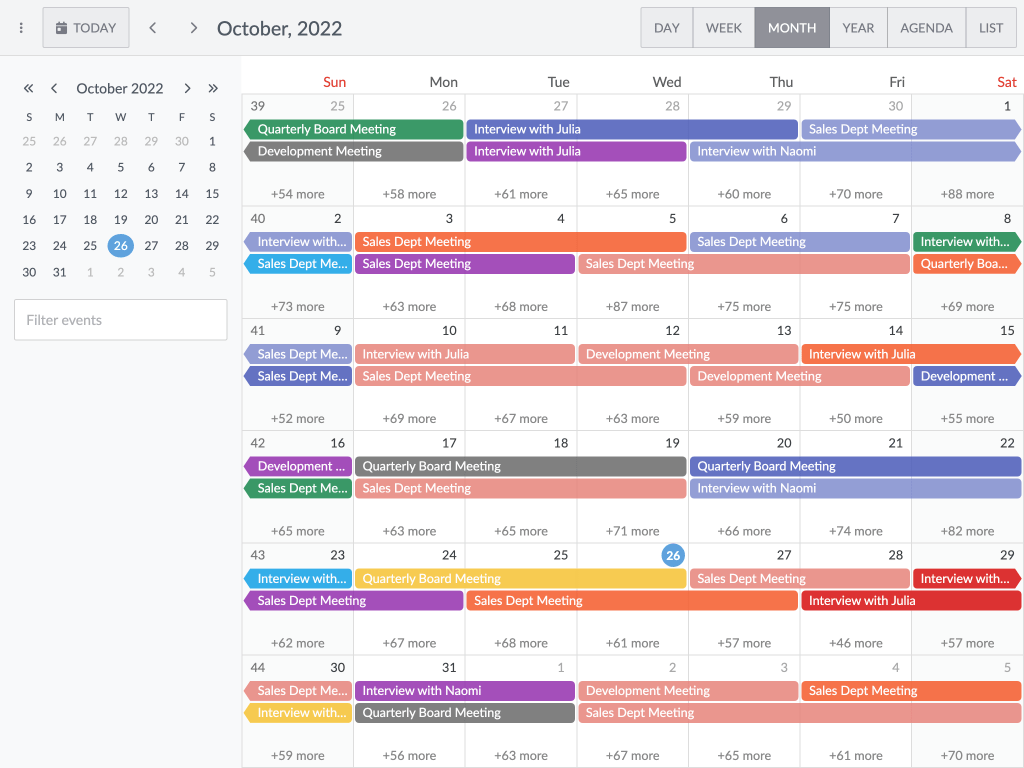 TODAY
October, 2022
DAY WEEK MONTH YEAR AGENDA LIST
October 2022
S M T W T F S
25 26 27 28 29 30 1
2 3 4 5 6 7 8
9 10 11 12 13 14 15
16 17 18 19 20 21 22
23 24 25 26 27 28 29
30 31 1 2 3 4 5
Filter events
Sun Mon Tue Wed Thu Fri Sat
39 25 26 27 28 29 30 1
Quarterly Board Meeting Interview with Julia Sales Dept Meeting
Development Meeting Interview with Julia Interview with Naomi
+54 more +58 more +61 more +65 more +60 more +70 more +88 more
40 2 3 4 5 6 7 8
Interview with... Sales Dept Meeting Sales Dept Meeting Interview with...
Sales Dept Me... Sales Dept Meeting Sales Dept Meeting Quarterly Boa...
+73 more +63 more +68 more +87 more +75 more +75 more +69 more
41 9 10 11 12 13 14 15
Sales Dept Me... Interview with Julia Development Meeting Interview with Julia
Sales Dept Me... Sales Dept Meeting Development Meeting Development ...
+52 more +69 more +67 more +63 more +59 more +50 more +55 more
42 16 17 18 19 20 21 22
Development ... Quarterly Board Meeting Quarterly Board Meeting
Sales Dept Me... Sales Dept Meeting Interview with Naomi
+65 more +63 more +65 more +71 more +66 more +74 more +82 more
43 23 24 25 26 27 28 29
Interview with... Quarterly Board Meeting Sales Dept Meeting Interview with...
Sales Dept Meeting Sales Dept Meeting Interview with Julia
+62 more +67 more +68 more +61 more +57 more +46 more +57 more
44 30 31 1 2 3 4 5
Sales Dept Me... Interview with Naomi Development Meeting Sales Dept Meeting
Interview with... Quarterly Board Meeting Sales Dept Meeting
+59 more +56 more +63 more +67 more +65 more +61 more +70 more